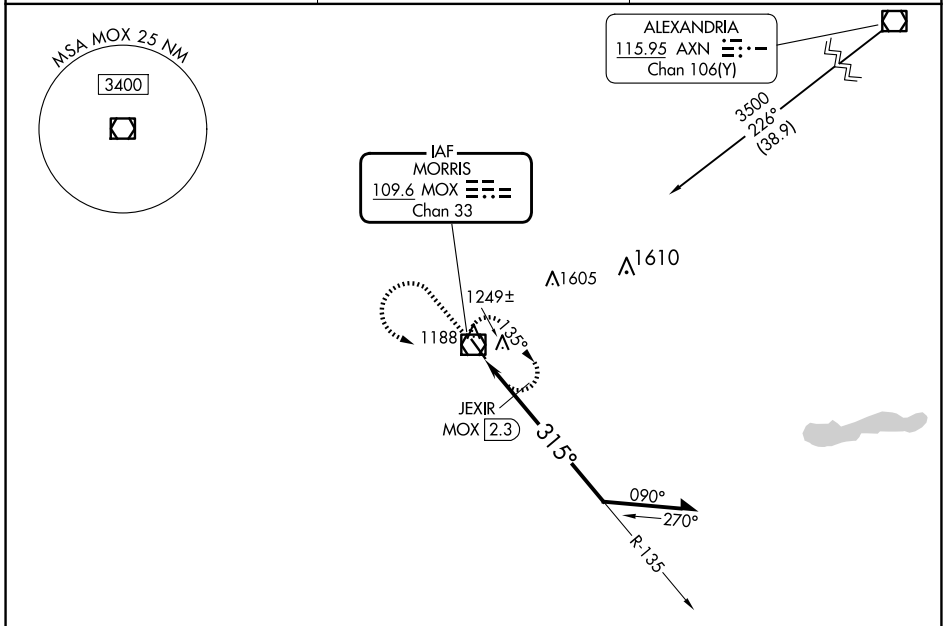 MSA MOX 25 NM
3400
ALEXANDRIA
115.95 AXN
Chan 106(Y)
3500
226°
(38.9)
IAF
MORRIS
109.6 MOX
Chan 33
1605
1610
1249±
1188
135°
JEXIR
MOX 2.3
315°
090°
270°
R-135